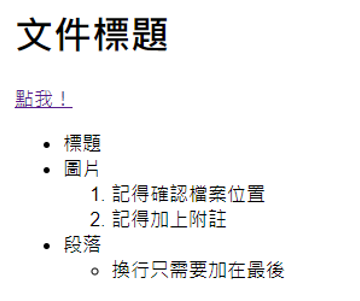 文件標題
點我！
標題
圖片
1. 記得確認檔案位置
2. 記得加上附註
段落
換行只需要加在最後